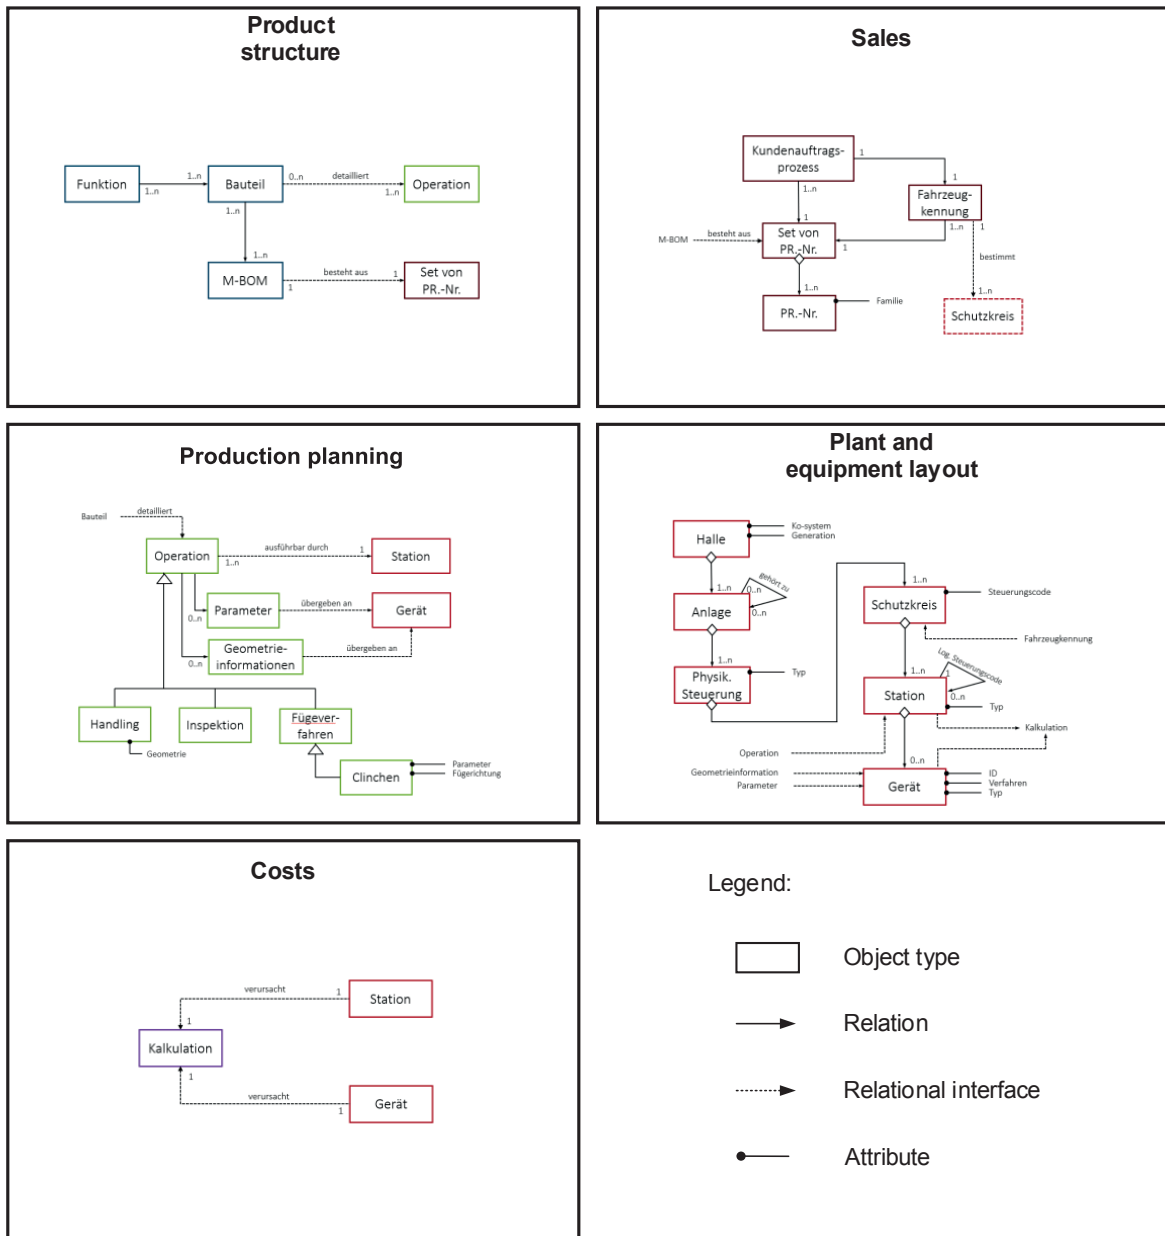 Product
structure
Funktion
1..n
1..n
Bauteil
0..n
detailliert
1..n
Operation
1..n
1..n
M-BOM
1
besteht aus
1
Set von
PR.-Nr.
Sales
Kundenauftrags-
prozess
1
1
Fahrzeug-
kennung
1..n
1
1..n
1
M-BOM
besteht aus
Set von
PR.-Nr.
1
bestimmt
1..n
1..n
PR.-Nr.
Familie
Schutzkreis
Production planning
Bauteil
detailliert
Operation
1..n
ausführbar durch
1
Station
0..n
Parameter
übergeben an
Gerät
0..n
Geometrie-
informationen
übergeben an
Handling
Inspektion
Fügever-
fahren
Geometrie
Clinchen
Parameter
Fügerichtung
Plant and
equipment layout
Halle
Ko-system
Generation
1..n
gehört zu
0..n
0..n
Anlage
1..n
Physik.
Steuerung
Typ
1..n
Schutzkreis
Steuerungscode
Fahrzeugkennung
1..n
Log. Steuerungscode
1
0..n
Station
Typ
Kalkulation
Operation
0..n
Geometrieinformation
Parameter
Gerät
ID
Verfahren
Typ
Costs
verursacht
1
Station
1
Kalkulation
1
verursacht
1
Gerät
Legend:
Object type
Relation
Relational interface
Attribute